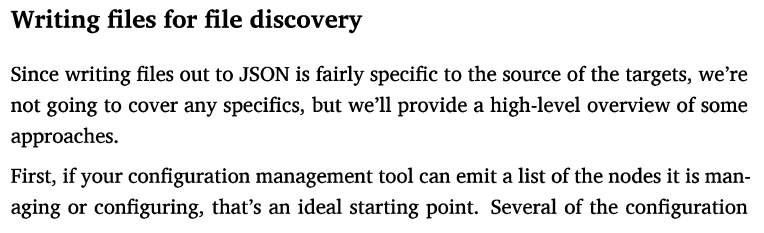 Writing files for file discovery
Since writing files out to JSON is fairly specific to the source of the targets, we’re
not going to cover any specifics, but we’ll provide a high-level overview of some
approaches.
First, if your configuration management tool can emit a list of the nodes it is man-
aging or configuring, that’s an ideal starting point. Several of the configuration